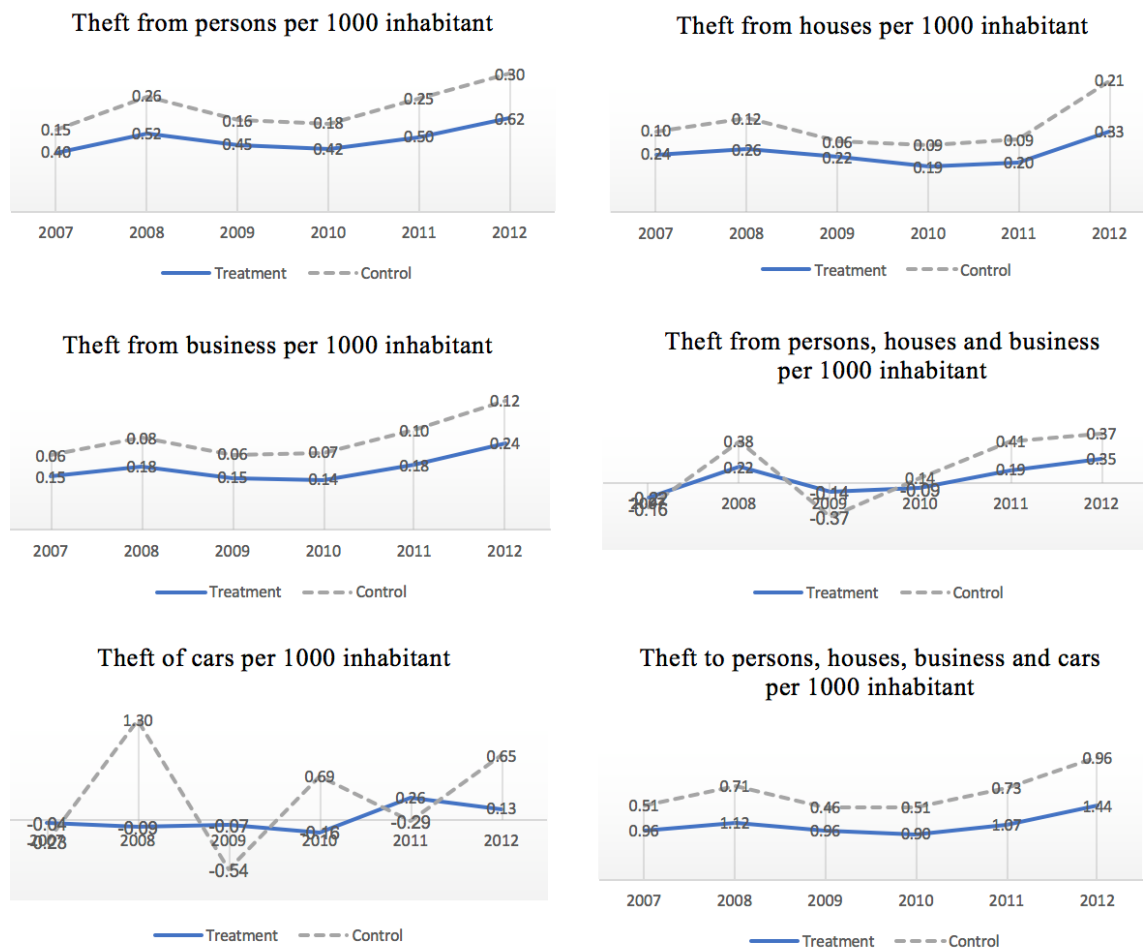 Theft from persons per 1000 inhabitant
0.15 0.26 0.16 0.18 0.25 0.30
0.40 0.52 0.45 0.42 0.50 0.62
2007 2008 2009 2010 2011 2012
Treatment Control
Theft from houses per 1000 inhabitant
0.10 0.12 0.06 0.09 0.09 0.21
0.24 0.26 0.22 0.19 0.20 0.33
2007 2008 2009 2010 2011 2012
Treatment Control
Theft from business per 1000 inhabitant
0.06 0.08 0.06 0.07 0.10 0.12
0.15 0.18 0.15 0.14 0.18 0.24
2007 2008 2009 2010 2011 2012
Treatment Control
Theft from persons, houses and business
per 1000 inhabitant
0.38 0.14 0.41 0.37
0.22 -0.14 -0.09 0.19 0.35
2007 2008 2009 2010 2011 2012
-0.16 -0.37
Treatment Control
Theft of cars per 1000 inhabitant
1.30 0.69 0.65
-0.04 -0.09 -0.07 -0.16 0.26 0.13
2007 2008 2009 2010 2011 2012
-0.23 -0.54 -0.29
Treatment Control
Theft to persons, houses, business and cars
per 1000 inhabitant
0.51 0.71 0.46 0.51 0.73 0.96
0.96 1.12 0.96 0.90 1.07 1.44
2007 2008 2009 2010 2011 2012
Treatment Control